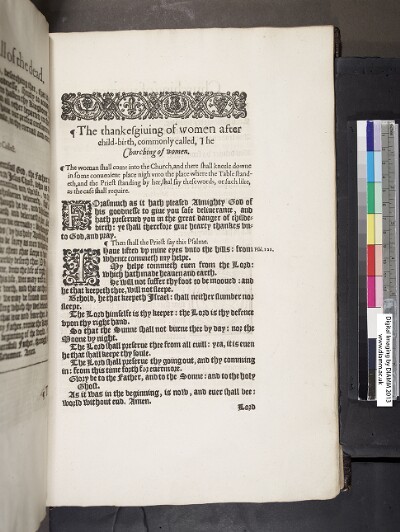 ll of the dead.
¶ The thankesgiuing of women after
child-birth, commonly called, The
Churching of women.
¶ The woman shall come into the Church, and there shall kneele downe
in some conuenient place nigh vnto the place where the Table stand-
eth, and the Priest standing by her, shal say these words, or such like,
as the case shall require.
FOrasmuch as it hath pleased Almighty God of
his goodnesse to giue you safe deliuerance, and
hath preserued you in the great danger of childe-
birth: ye shall therefore giue hearty thankes vn-
to God, and pray.
¶ Then shall the Priest say this Psalme.
I Haue lifted vp mine eyes vnto the hills: from
whence commeth my helpe.
My helpe commeth euen from the Lord:
which hath made heauen and earth.
He will not suffer thy foot to be mooued: and
he that keepeth thee, will not sleepe.
Behold, he that keepeth Israel: shall neither slumber nor
sleepe.
The Lord himselfe is thy keeper: the Lord is thy defence
vpon thy right hand.
So that the Sunne shall not burne thee by day: nor the
Moone by night.
The Lord shall preserue thee from all euill: yea, it is euen
he that shall keepe thy soule.
The Lord shall preserue thy going out, and thy comming
in: from this time forth for euermore.
Glory be to the Father, and to the Sonne: and to the holy
Ghost.
As it was in the beginning, is now, and euer shall bee:
world without end. Amen.
Lord
Digital Imaging by DIAMM 2013
www.diamm.ac.uk